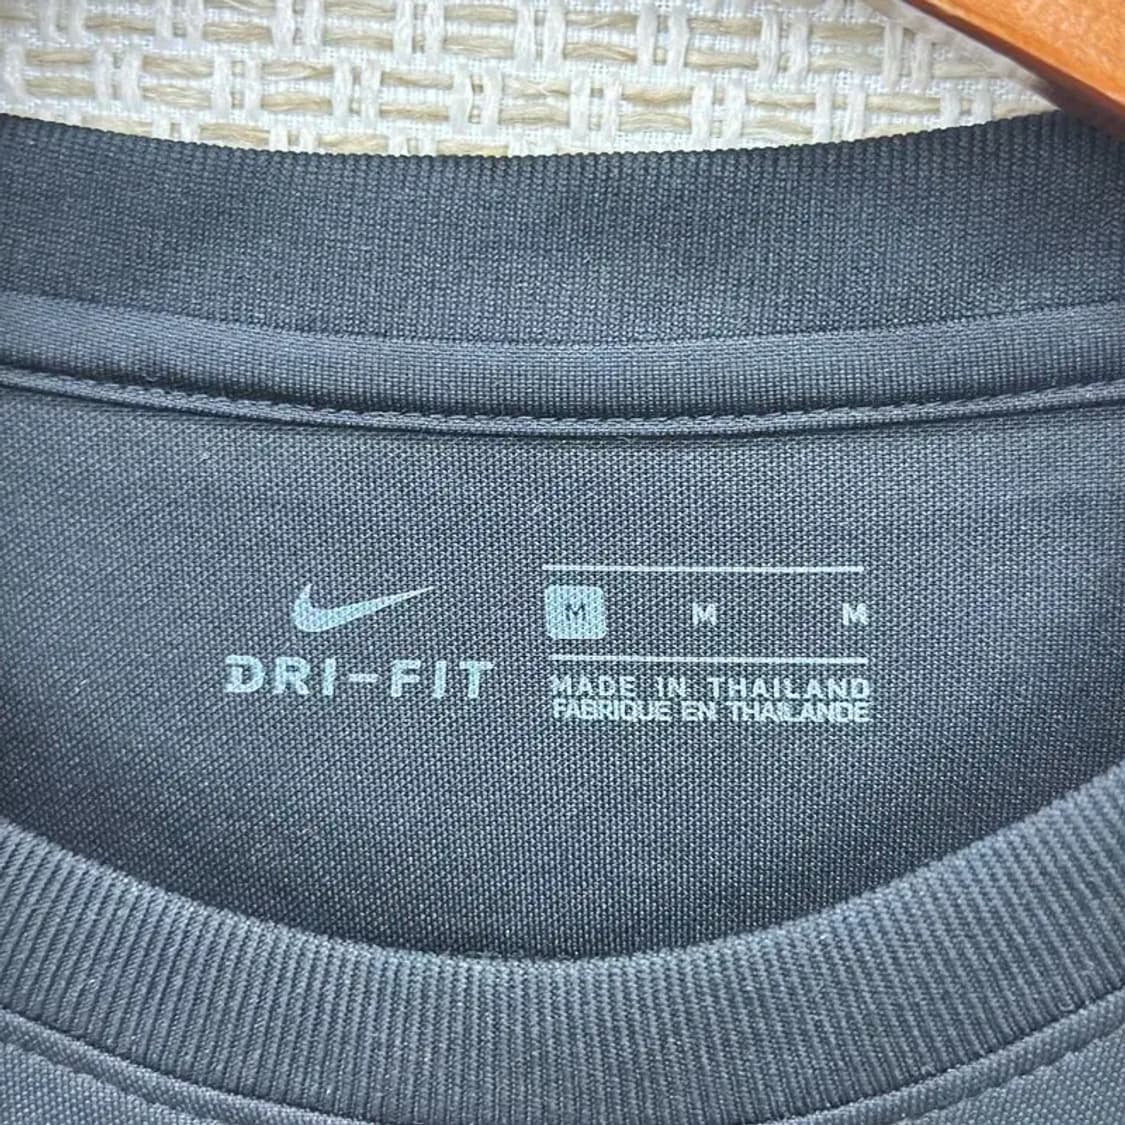 DRI-FIT
M M M
MADE IN THAILAND
FABRIQUE EN THAILANDE